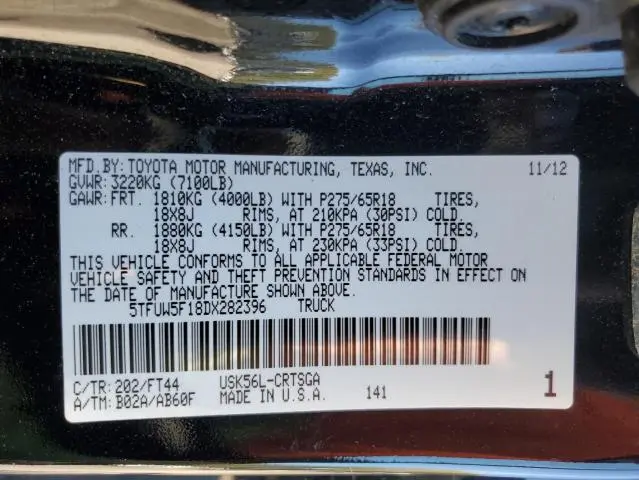 MFD.BY:TOYOTA MOTOR MANUFACTURING, TEXAS, INC. 11/12
GVWR:3220KG (7100LB)
GAWR:FRT. 1810KG (4000LB) WITH P275/65R18 TIRES,
18X8J RIMS, AT 210KPA (30PSI) COLD.
RR. 1880KG (4150LB) WITH P275/65R18 TIRES,
18X8J RIMS, AT 230KPA (33PSI) COLD.
THIS VEHICLE CONFORMS TO ALL APPLICABLE FEDERAL MOTOR
VEHICLE SAFETY AND THEFT PREVENTION STANDARDS IN EFFECT ON
THE DATE OF MANUFACTURE SHOWN ABOVE.
5TFUW5F18DX282396 TRUCK
C/TR:202/FT44 USK56L-CRTSGA
A/TM:B02A/AB60F MADE IN U.S.A. 141 1